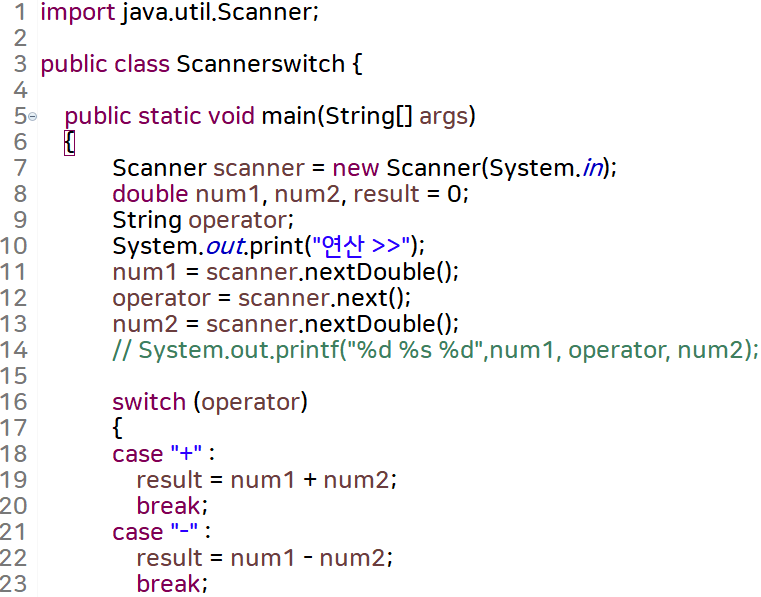 1 import java.util.Scanner;
2
3 public class Scannerswitch {
4
5 public static void main(String[] args)
6 {
7 Scanner scanner = new Scanner(System.in);
8 double num1, num2, result = 0;
9 String operator;
10 System.out.print("연산 >>");
11 num1 = scanner.nextDouble();
12 operator = scanner.next();
13 num2 = scanner.nextDouble();
14 // System.out.printf("%d %s %d",num1, operator, num2);
15
16 switch (operator)
17 {
18 case "+" :
19 result = num1 + num2;
20 break;
21 case "-" :
22 result = num1 - num2;
23 break;